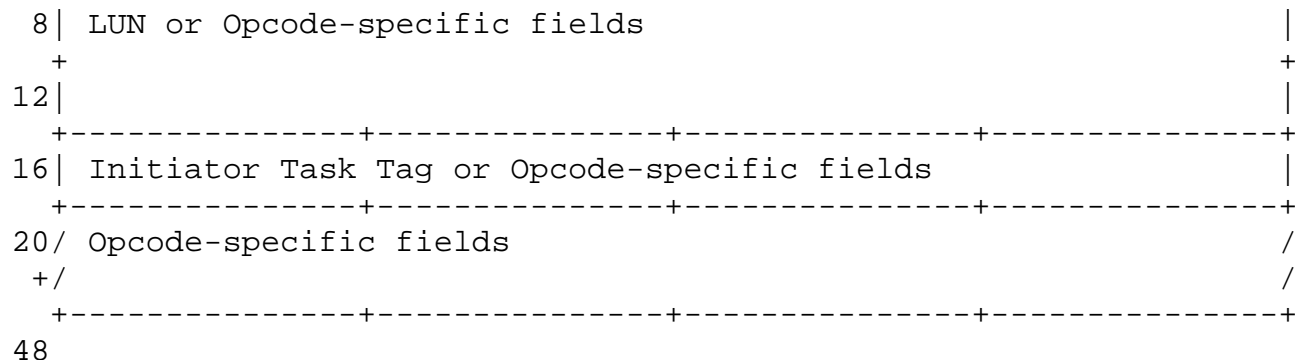 8| LUN or Opcode-specific fields                                 |
  +                                                               +
12|                                                               |
  +---------------+---------------+---------------+---------------+
16| Initiator Task Tag or Opcode-specific fields                  |
  +---------------+---------------+---------------+---------------+
20/ Opcode-specific fields                                        /
 +/                                                               /
  +---------------+---------------+---------------+---------------+
48